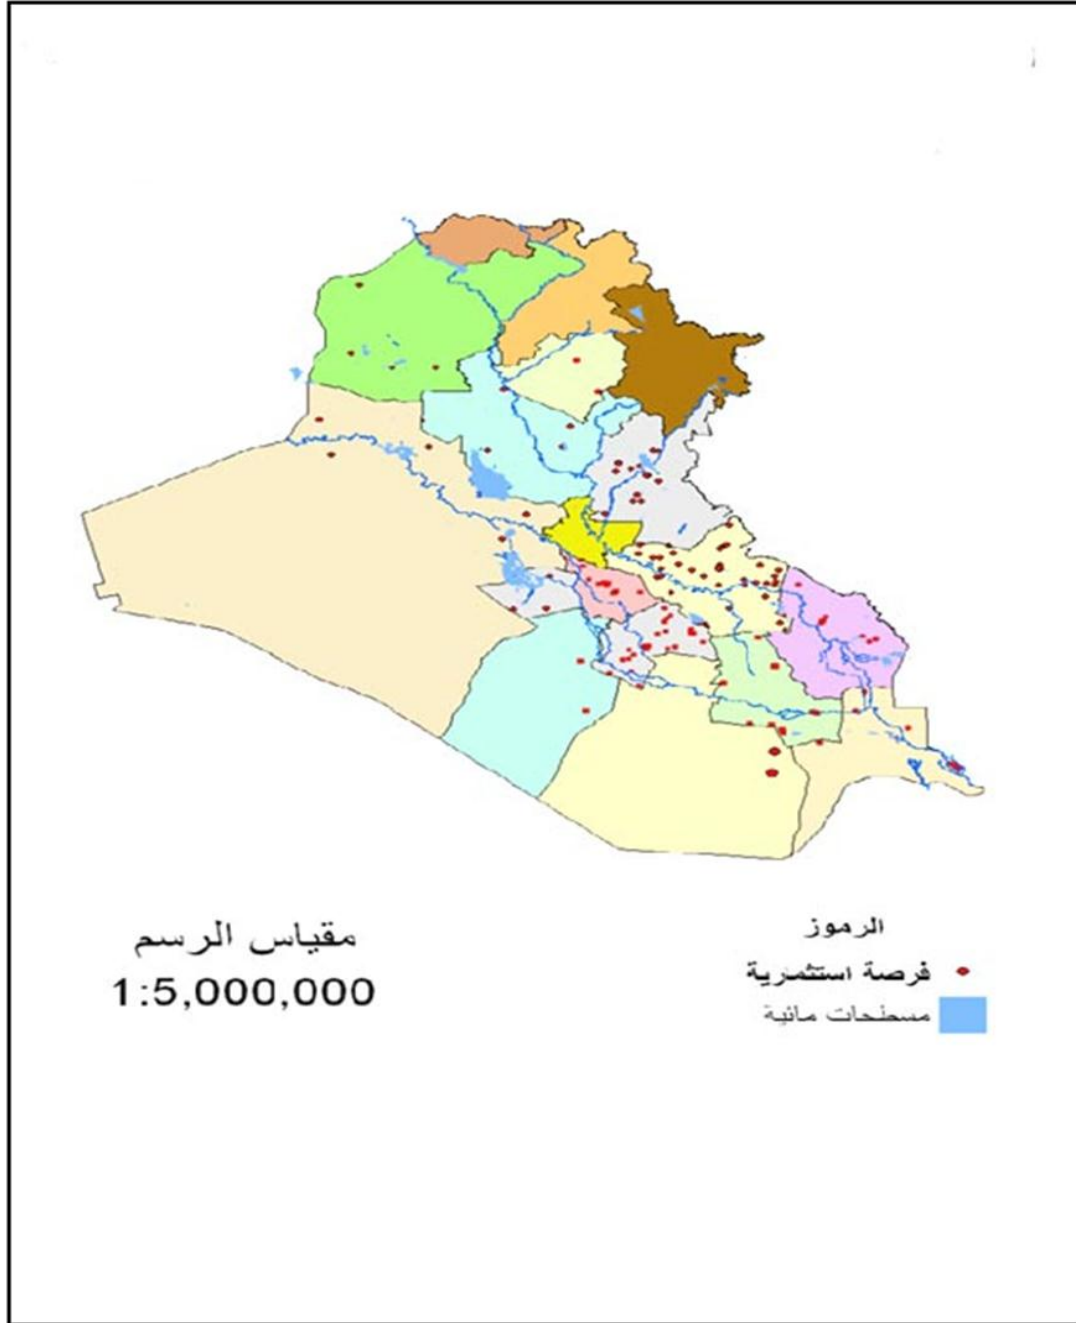 مقياس الرسم
1:5,000,000
الرموز
فرصة استثمرية
مسطحات مائية